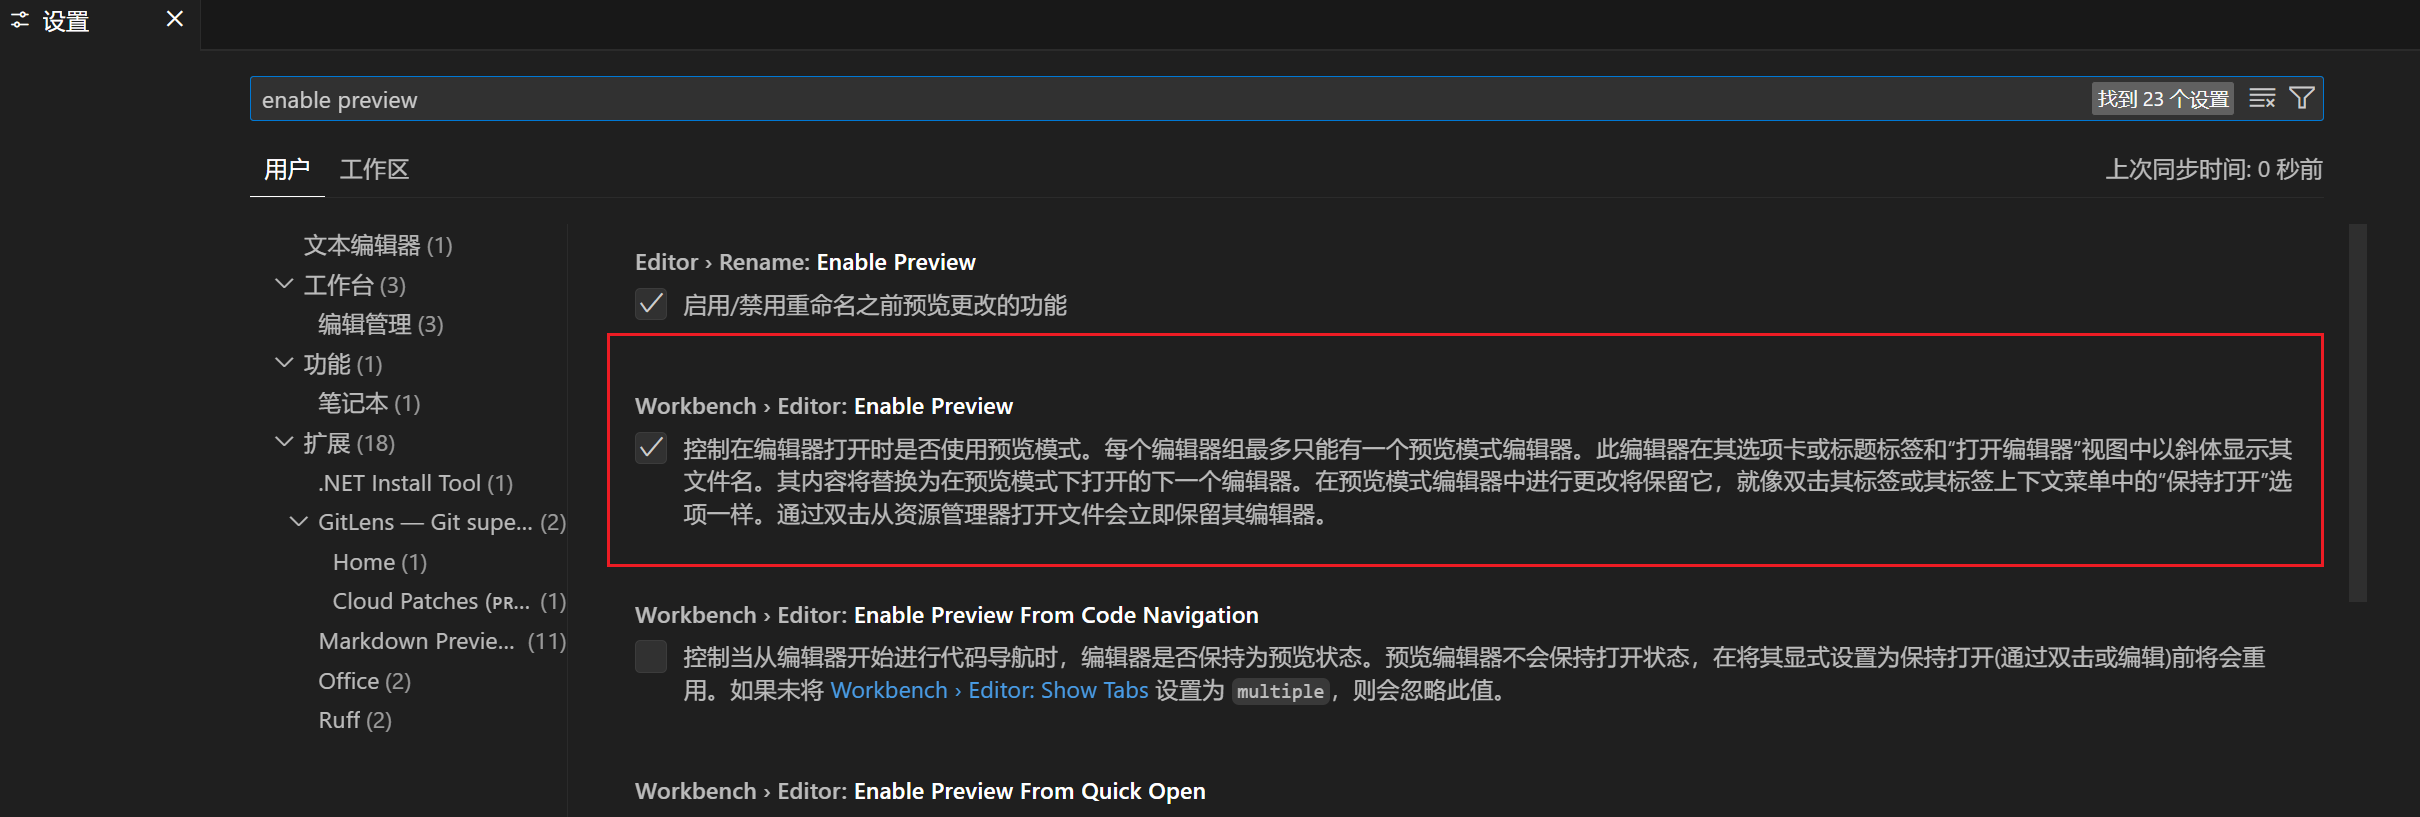 设置
enable preview
找到 23 个设置
用户
工作区
上次同步时间: 0 秒前
文本编辑器 (1)
工作台 (3)
编辑管理 (3)
功能 (1)
笔记本 (1)
扩展 (18)
.NET Install Tool (1)
GitLens — Git supe... (2)
Home (1)
Cloud Patches (PR... (1)
Markdown Previe... (11)
Office (2)
Ruff (2)
Editor › Rename: Enable Preview
启用/禁用重命名之前预览更改的功能
Workbench › Editor: Enable Preview
控制在编辑器打开时是否使用预览模式。每个编辑器组最多只能有一个预览模式编辑器。此编辑器在其选项卡或标题标签和“打开编辑器”视图中以斜体显示其
文件名。其内容将替换为在预览模式下打开的下一个编辑器。在预览模式编辑器中进行更改将保留它，就像双击其标签或其标签上下文菜单中的“保持打开”选
项一样。通过双击从资源管理器打开文件会立即保留其编辑器。
Workbench › Editor: Enable Preview From Code Navigation
控制当从编辑器开始进行代码导航时，编辑器是否保持为预览状态。预览编辑器不会保持打开状态，在将其显式设置为保持打开(通过双击或编辑)前将会重
用。如果未将 Workbench › Editor: Show Tabs 设置为 multiple，则会忽略此值。
Workbench › Editor: Enable Preview From Quick Open